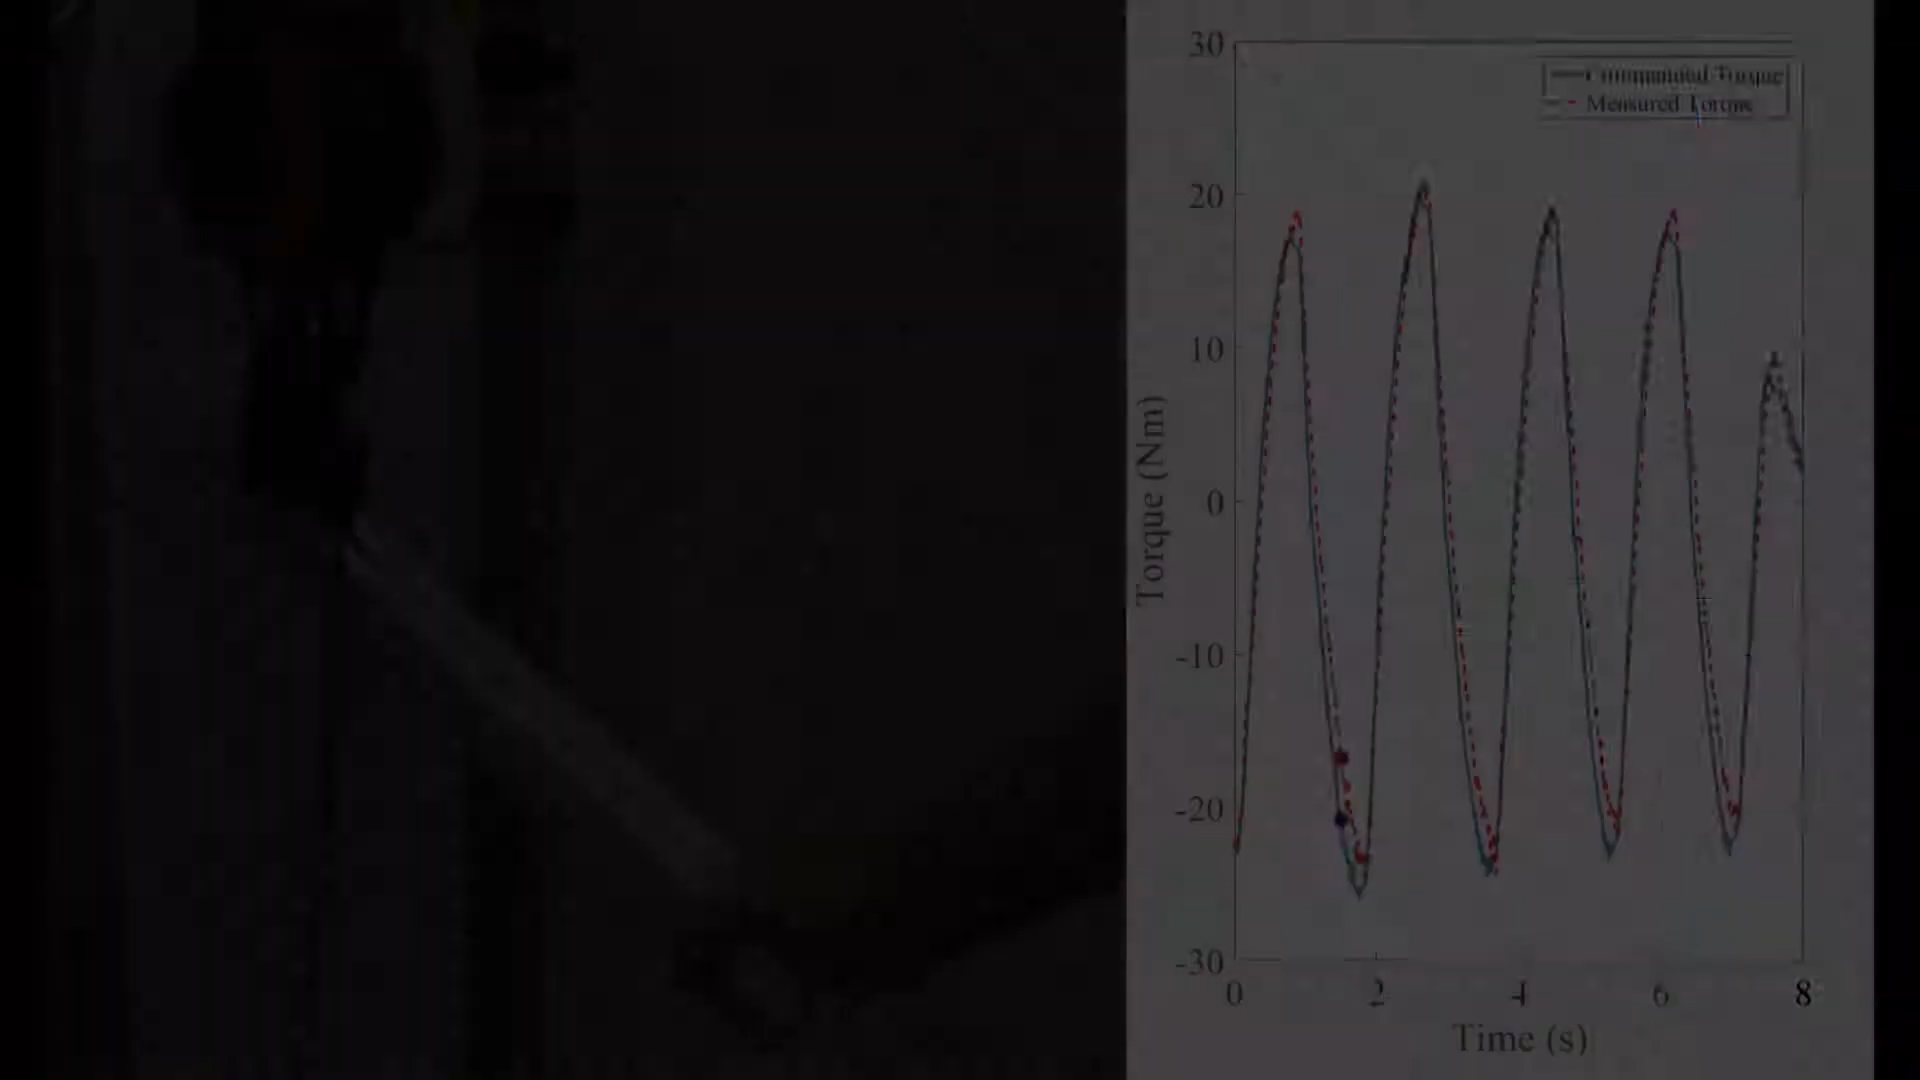 30
Commanded Torque
Measured Torque
20
10
0
-10
-20
-30
Torque (Nm)
0 2 4 6 8
Time (s)